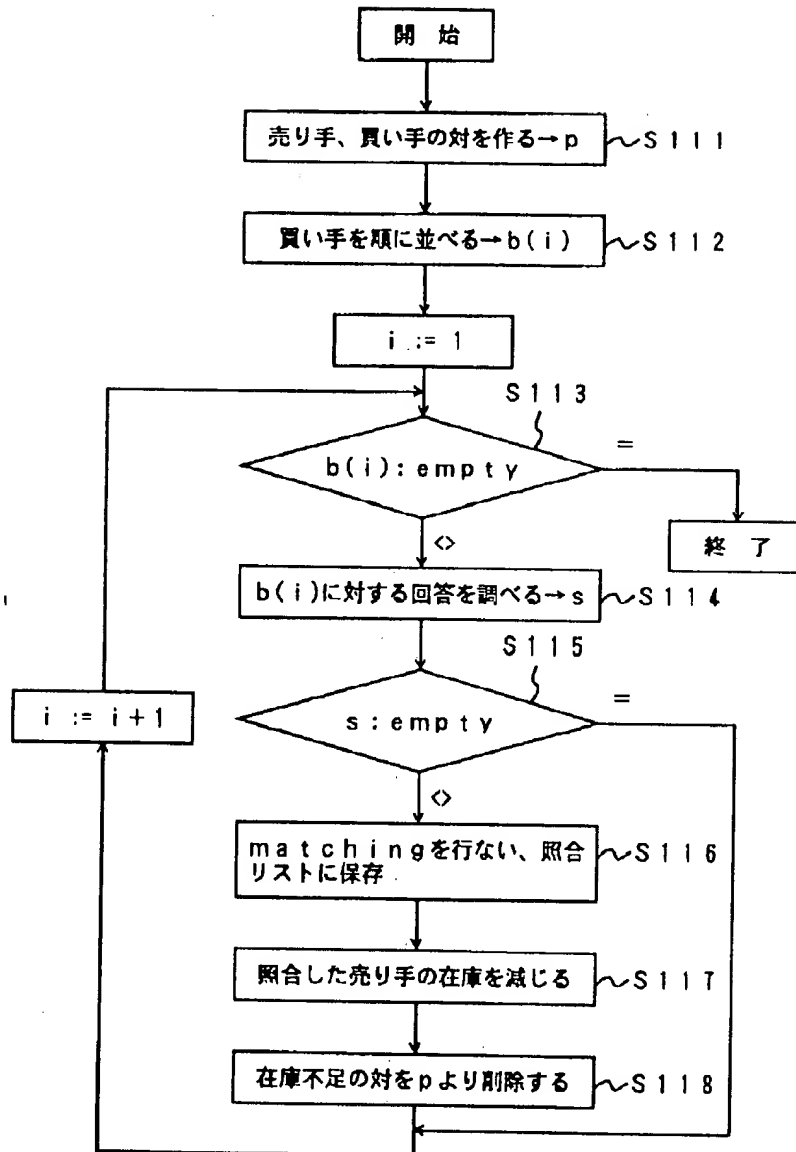 開 始
売り手、買い手の対を作る→p
S111
買い手を順に並べる→b(i)
S112
i := 1
S113
b(i):empty
=
<>
終 了
b(i)に対する回答を調べる→s
S114
S115
s:empty
=
<>
i := i+1
matchingを行ない、照合
リストに保存
S116
照合した売り手の在庫を減じる
S117
在庫不足の対をpより削除する
S118